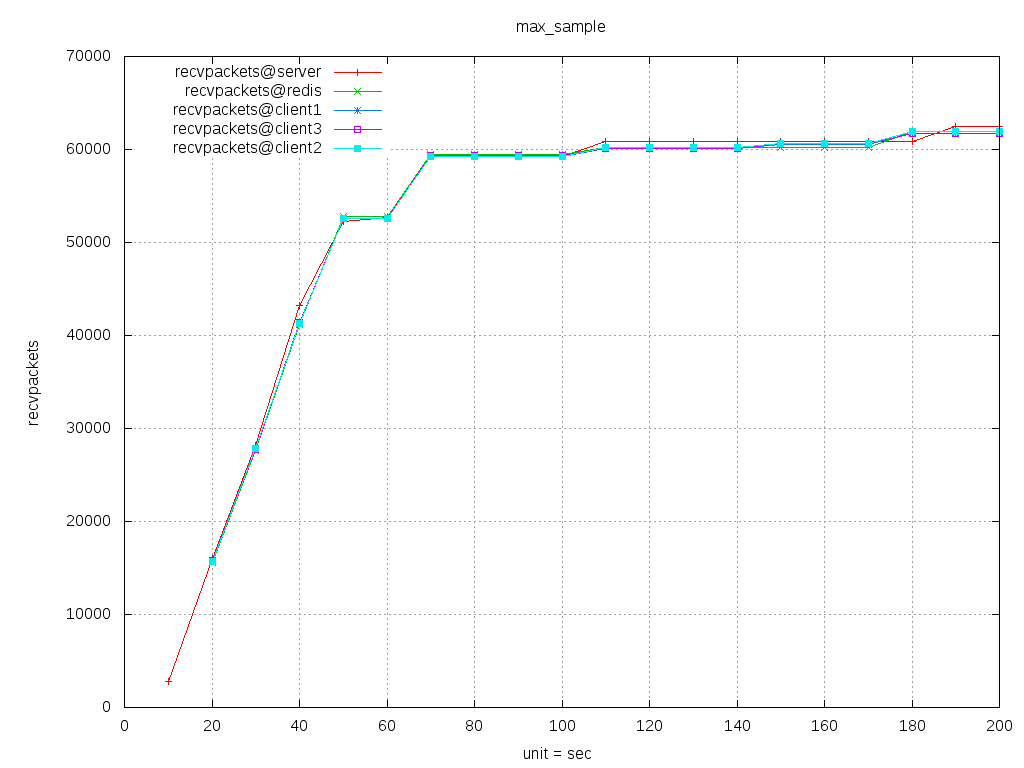 max_sample
70000
60000
50000
40000
30000
20000
10000
0
recvpackets
recvpackets@server
recvpackets@redis
recvpackets@client1
recvpackets@client3
recvpackets@client2
0 20 40 60 80 100 120 140 160 180 200
unit = sec